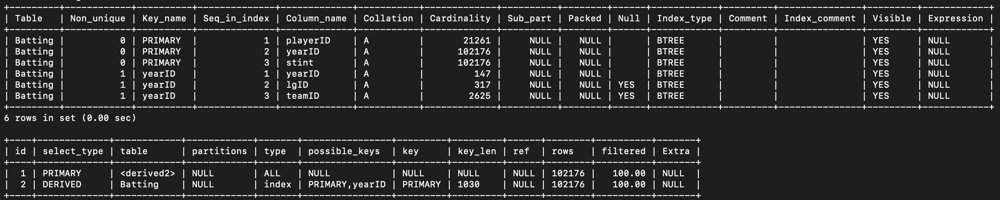 +----------+------------+----------+--------------+-------------+-----------+-------------+----------+--------+------+------------+---------+---------------+---------+------------+
| Table    | Non_unique | Key_name | Seq_in_index | Column_name | Collation | Cardinality | Sub_part | Packed | Null | Index_type | Comment | Index_comment | Visible | Expression |
+----------+------------+----------+--------------+-------------+-----------+-------------+----------+--------+------+------------+---------+---------------+---------+------------+
| Batting |          0 | PRIMARY  |            1 | playerID    | A         |       21261 |     NULL |   NULL |      | BTREE      |         |               | YES     | NULL       |
| Batting |          0 | PRIMARY  |            2 | yearID      | A         |      102176 |     NULL |   NULL |      | BTREE      |         |               | YES     | NULL       |
| Batting |          0 | PRIMARY  |            3 | stint       | A         |      102176 |     NULL |   NULL |      | BTREE      |         |               | YES     | NULL       |
| Batting |          1 | yearID   |            1 | yearID      | A         |         147 |     NULL |   NULL |      | BTREE      |         |               | YES     | NULL       |
| Batting |          1 | yearID   |            2 | lgID        | A         |         317 |     NULL |   NULL | YES  | BTREE      |         |               | YES     | NULL       |
| Batting |          1 | yearID   |            3 | teamID      | A         |        2625 |     NULL |   NULL | YES  | BTREE      |         |               | YES     | NULL       |
+----------+------------+----------+--------------+-------------+-----------+-------------+----------+--------+------+------------+---------+---------------+---------+------------+
6 rows in set (0.00 sec)
+----+-------------+------------+------------+-------+----------------+---------+---------+------+--------+----------+-------+
| id | select_type | table      | partitions | type  | possible_keys  | key     | key_len | ref  | rows   | filtered | Extra |
+----+-------------+------------+------------+-------+----------------+---------+---------+------+--------+----------+-------+
|  1 | PRIMARY     | <derived2> | NULL       | ALL   | NULL           | NULL    | NULL    | NULL | 102176 |   100.00 | NULL  |
|  2 | DERIVED     | Batting    | NULL       | index | PRIMARY,yearID | PRIMARY | 1030    | NULL | 102176 |   100.00 | NULL  |
+----+-------------+------------+------------+-------+----------------+---------+---------+------+--------+----------+-------+